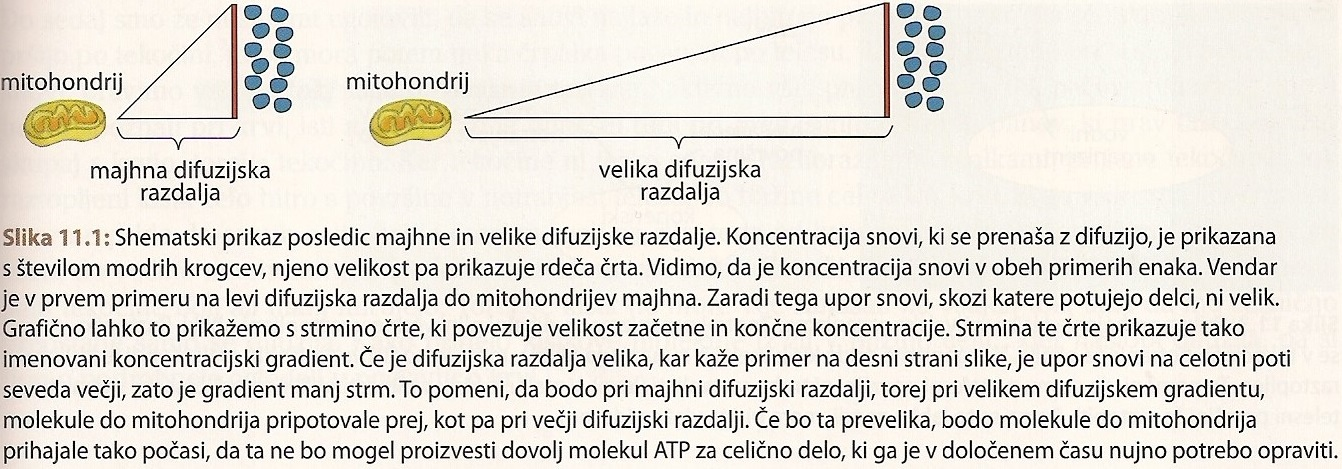 mitohondrij
mitohondrij
majhna difuzijska
razdalja
velika difuzijska
razdalja
Slika 11.1: Shematski prikaz posledic majhne in velike difuzijske razdalje. Koncentracija snovi, ki se prenaša z difuzijo, je prikazana
s številom modrih krogcev, njeno velikost pa prikazuje rdeča črta. Vidimo, da je koncentracija snovi v obeh primerih enaka. Vendar
je v prvem primeru na levi difuzijska razdalja do mitohondrijev majhna. Zaradi tega upor snovi, skozi katere potujejo delci, ni velik.
Grafično lahko to prikažemo s strmino črte, ki povezuje velikost začetne in končne koncentracije. Strmina te črte prikazuje tako
imenovani koncentracijski gradient. Če je difuzijska razdalja velika, kar kaže primer na desni strani slike, je upor snovi na celotni poti
seveda večji, zato je gradient manj strm. To pomeni, da bodo pri majhni difuzijski razdalji, torej pri velikem difuzijskem gradientu,
molekule do mitohondrija pripotovale prej, kot pa pri večji difuzijski razdalji. Če bo ta prevelika, bodo molekule do mitohondrija
prihajale tako počasi, da ta ne bo mogel proizvesti dovolj molekul ATP za celično delo, ki ga je v določenem času nujno potrebo opraviti.